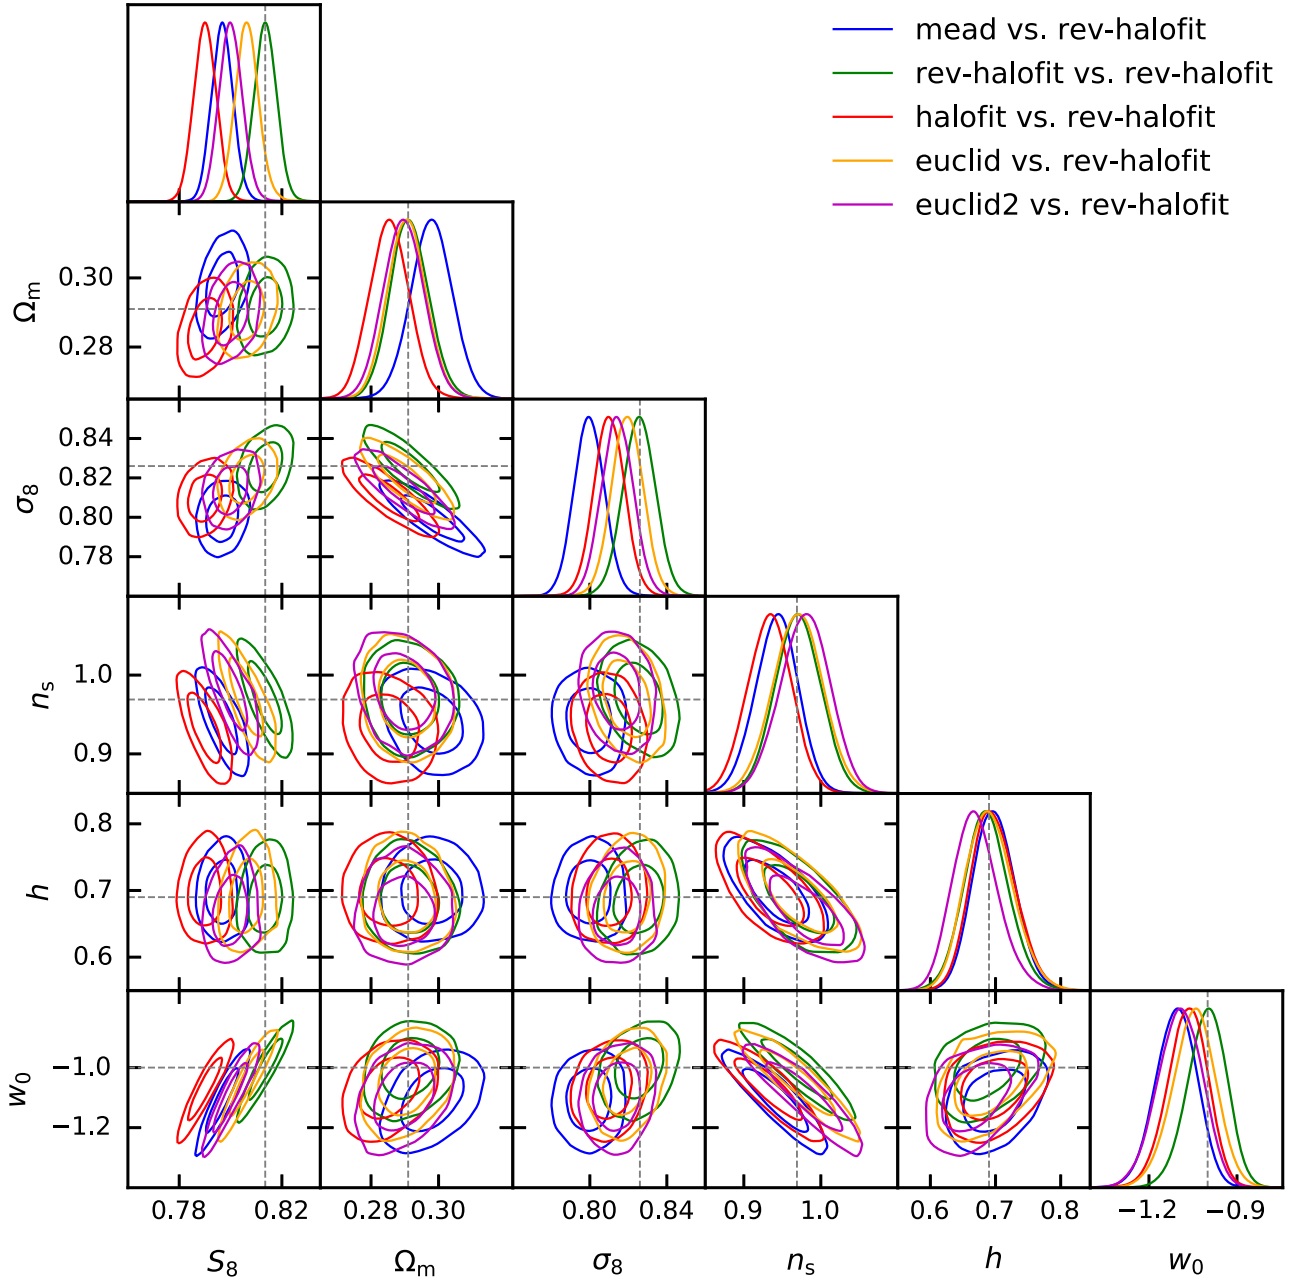 mead vs. rev-halofit
rev-halofit vs. rev-halofit
halofit vs. rev-halofit
euclid vs. rev-halofit
euclid2 vs. rev-halofit
0.30
0.28
Ωm
0.84
0.82
0.80
0.78
σ8
1.0
0.9
ns
0.8
0.7
0.6
h
−1.0
−1.2
w0
0.78 0.82 0.28 0.30 0.80 0.84 0.9 1.0 0.6 0.7 0.8 −1.2 −0.9
S8 Ωm σ8 ns h w0